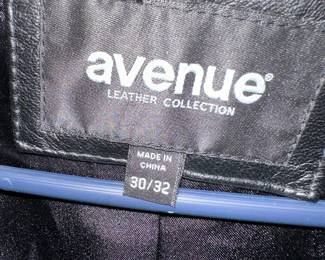 avenue®
LEATHER COLLECTION
MADE IN
CHINA
30/32